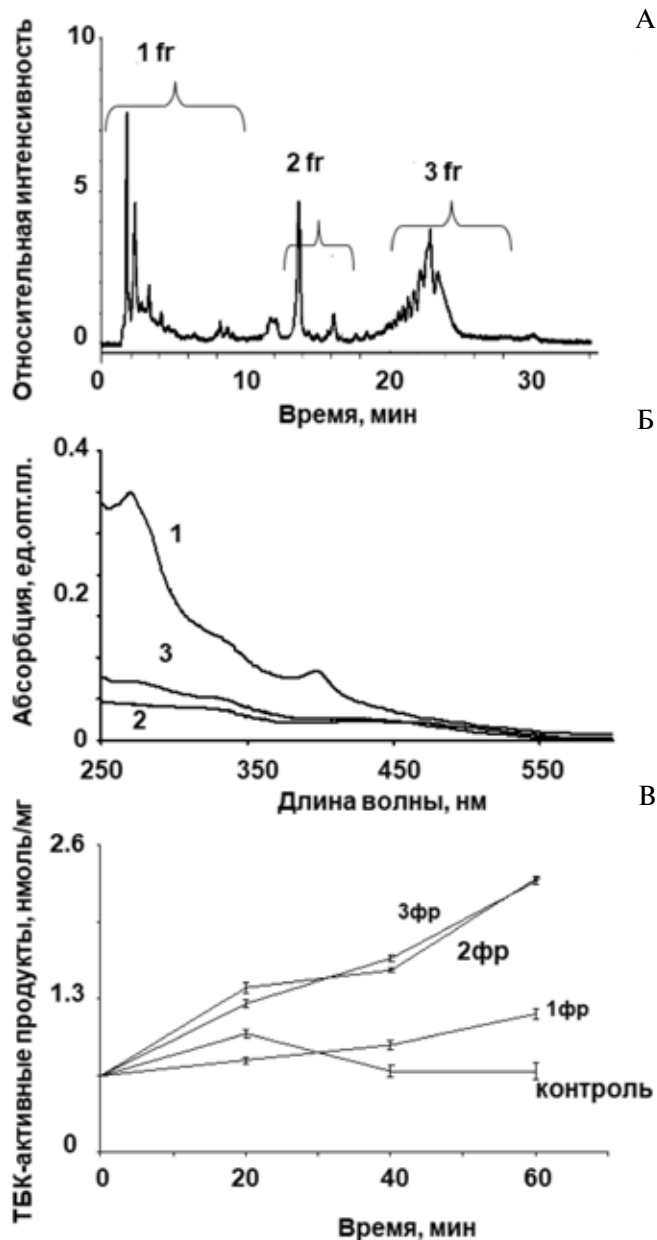 А
Относительная интенсивность
10
5
0
1 fr
2 fr
3 fr
0
10
20
30
Время, мин
Б
Абсорбция, ед.опт.пл.
0.4
0.2
0
1
3
2
250
350
450
550
Длина волны, нм
В
ТБК-активные продукты, нмоль/мг
2.6
1.3
0
3фр
2фр
1фр
контроль
0
20
40
60
Время, мин